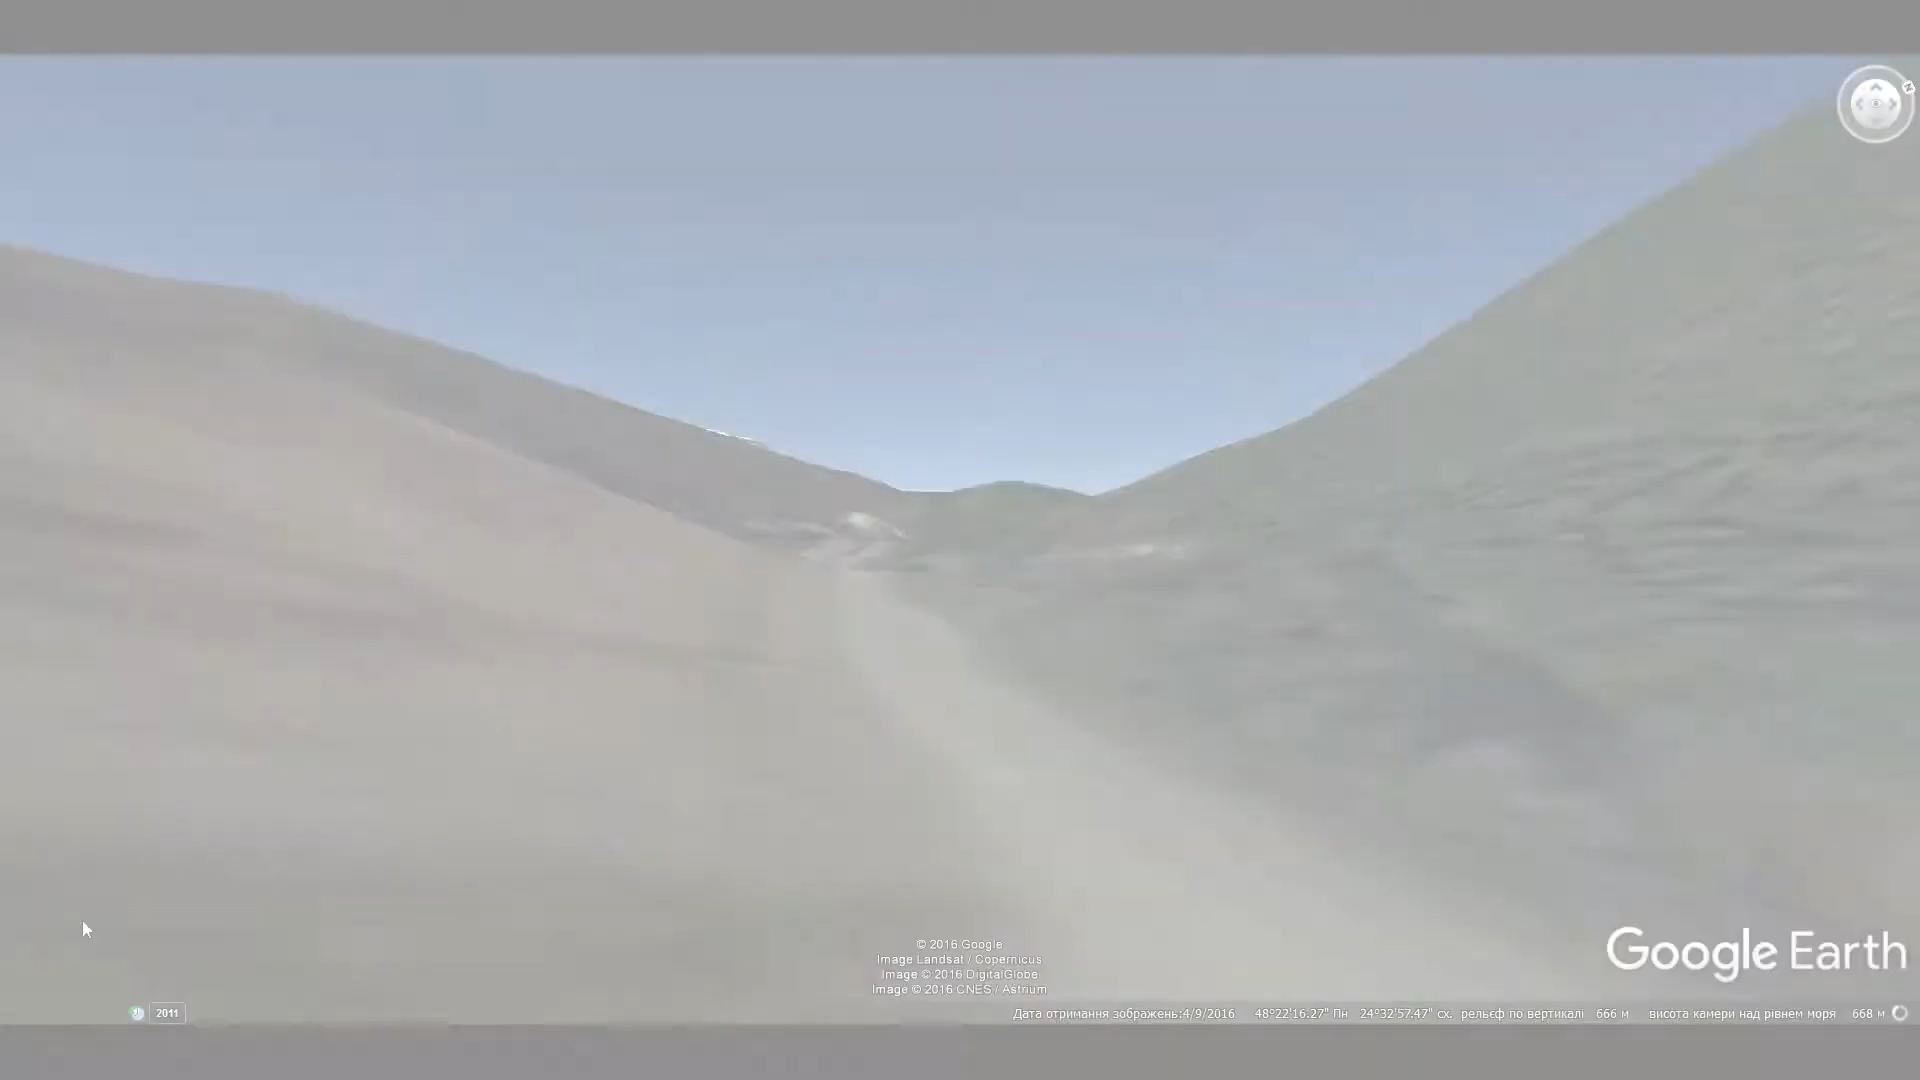 © 2016 Google
Image Landsat / Copernicus
Image © 2016 DigitalGlobe
Image © 2016 CNES / Astrium
Google Earth
2011
Дата отримання зображень:4/9/2016 48°22'16.27" Пн 24°32'57.47" сх. рельєф по вертикалі 666 м висота камери над рівнем моря 668 м